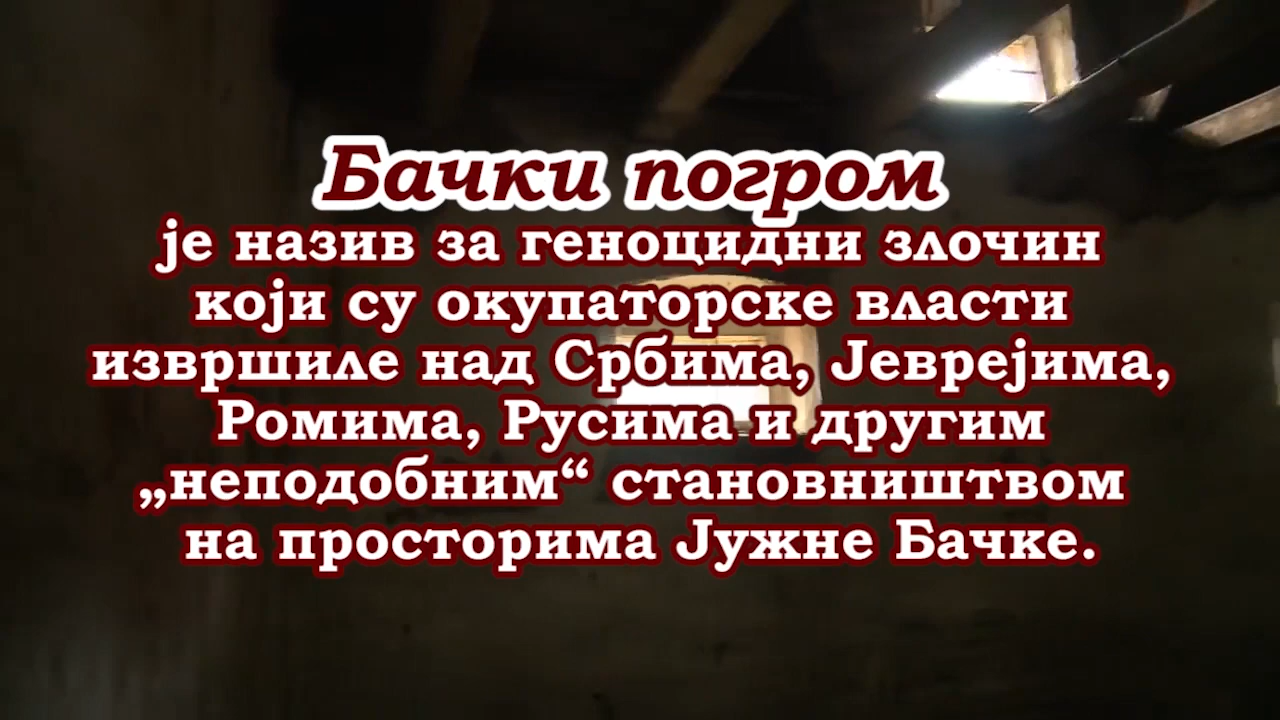 Бачки погром
је назив за геноцидни злочин
који су окупаторске власти
извршиле над Србима, Јеврејима,
Ромима, Русима и другим
„неподобним“ становништвом
на просторима Јужне Бачке.